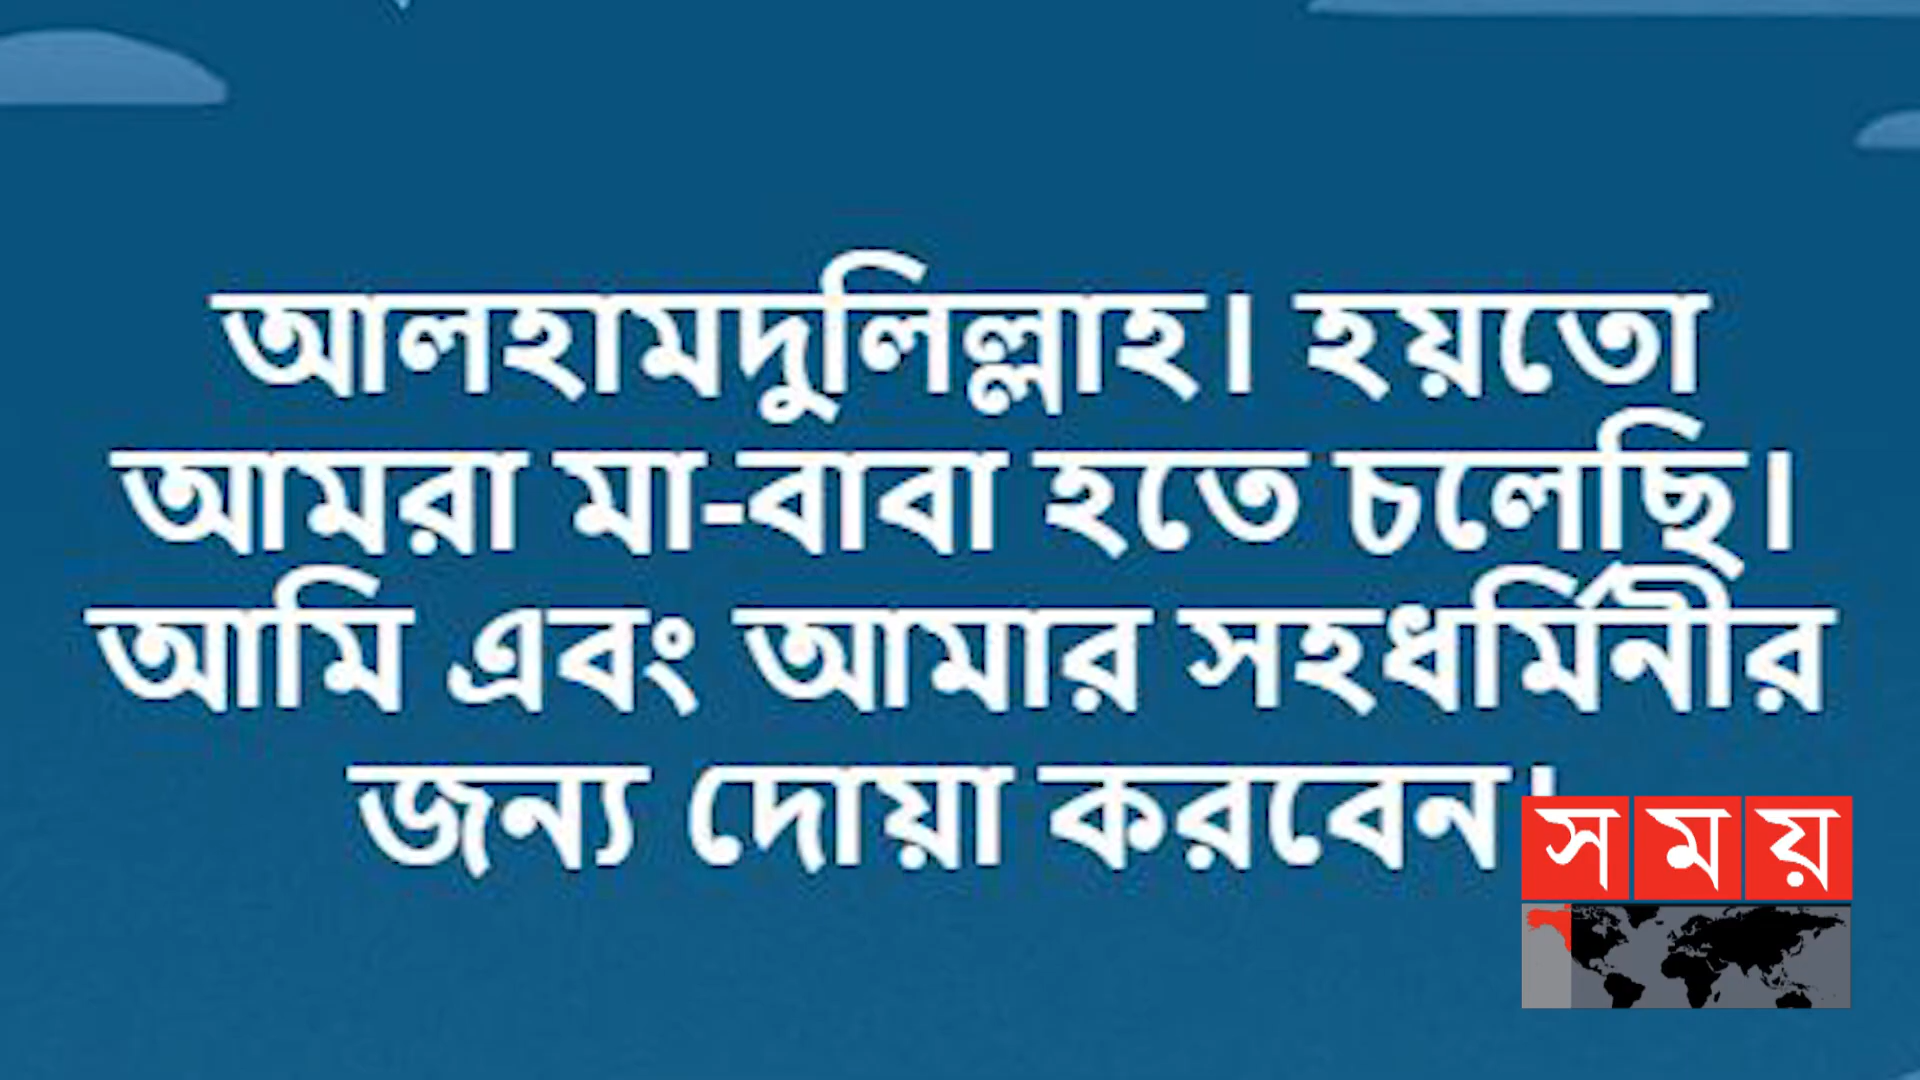 আলহামদুলিল্লাহ। হয়তো
আমরা মা-বাবা হতে চলেছি।
আমি এবং আমার সহধর্মিনীর
জন্য দোয়া করবেন।
সময়